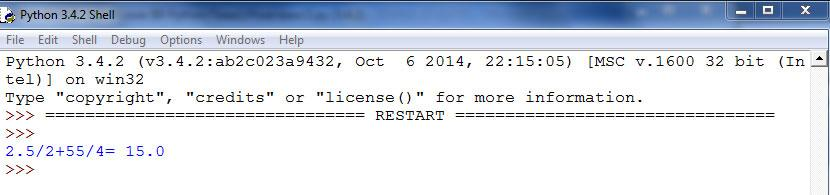 Python 3.4.2 Shell
File Edit Shell Debug Options Windows Help
Python 3.4.2 (v3.4.2:ab2c023a9432, Oct  6 2014, 22:15:05) [MSC v.1600 32 bit (In
tel)] on win32
Type "copyright", "credits" or "license()" for more information.
>>> ================================ RESTART ================================
>>>
2.5/2+55/4= 15.0
>>>